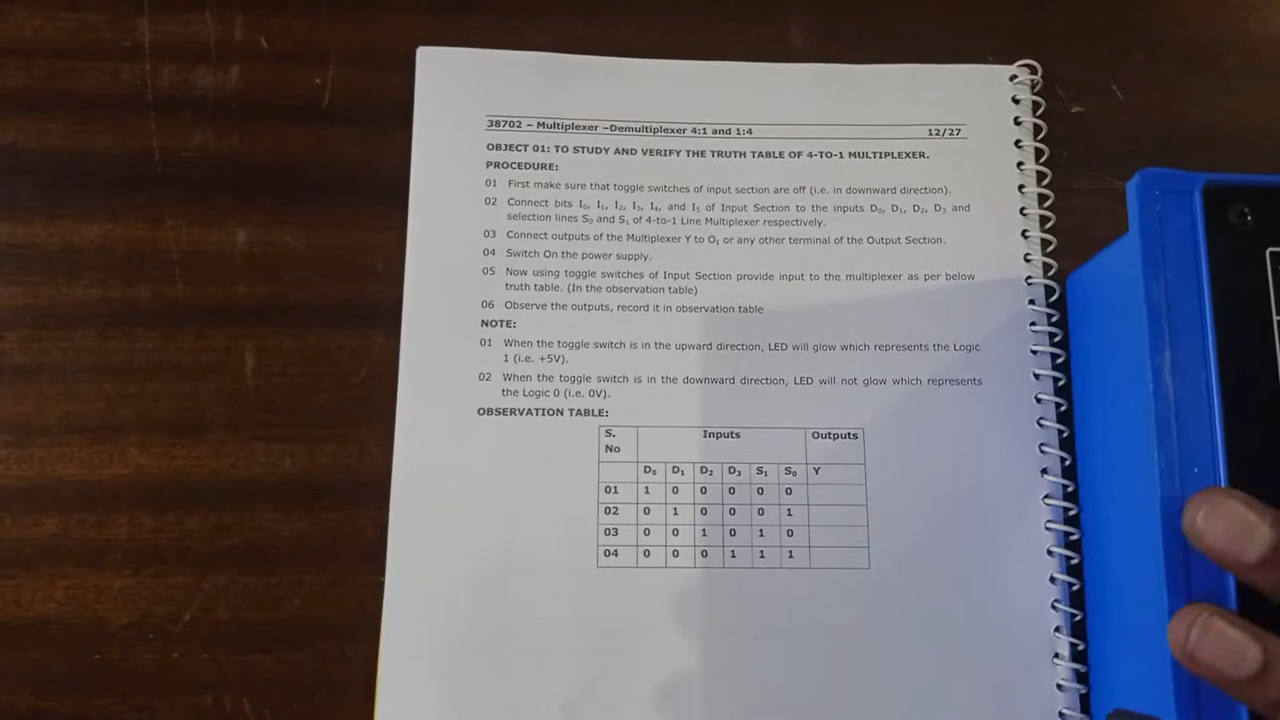 38702 – Multiplexer –Demultiplexer 4:1 and 1:4 12/27
OBJECT 01: TO STUDY AND VERIFY THE TRUTH TABLE OF 4-TO-1 MULTIPLEXER.
PROCEDURE:
01 First make sure that toggle switches of input section are off (i.e. in downward direction).
02 Connect bits I₀, I₁, I₂, I₃, I₄, and I₅ of Input Section to the inputs D₀, D₁, D₂, D₃ and
selection lines S₀ and S₁ of 4-to-1 Line Multiplexer respectively.
03 Connect outputs of the Multiplexer Y to O₁ or any other terminal of the Output Section.
04 Switch On the power supply.
05 Now using toggle switches of Input Section provide input to the multiplexer as per below
truth table. (In the observation table)
06 Observe the outputs, record it in observation table
NOTE:
01 When the toggle switch is in the upward direction, LED will glow which represents the Logic
1 (i.e. +5V).
02 When the toggle switch is in the downward direction, LED will not glow which represents
the Logic 0 (i.e. 0V).
OBSERVATION TABLE:
S. Inputs Outputs
No
D₀ D₁ D₂ D₃ S₁ S₀ Y
01 1 0 0 0 0 0
02 0 1 0 0 0 1
03 0 0 1 0 1 0
04 0 0 0 1 1 1